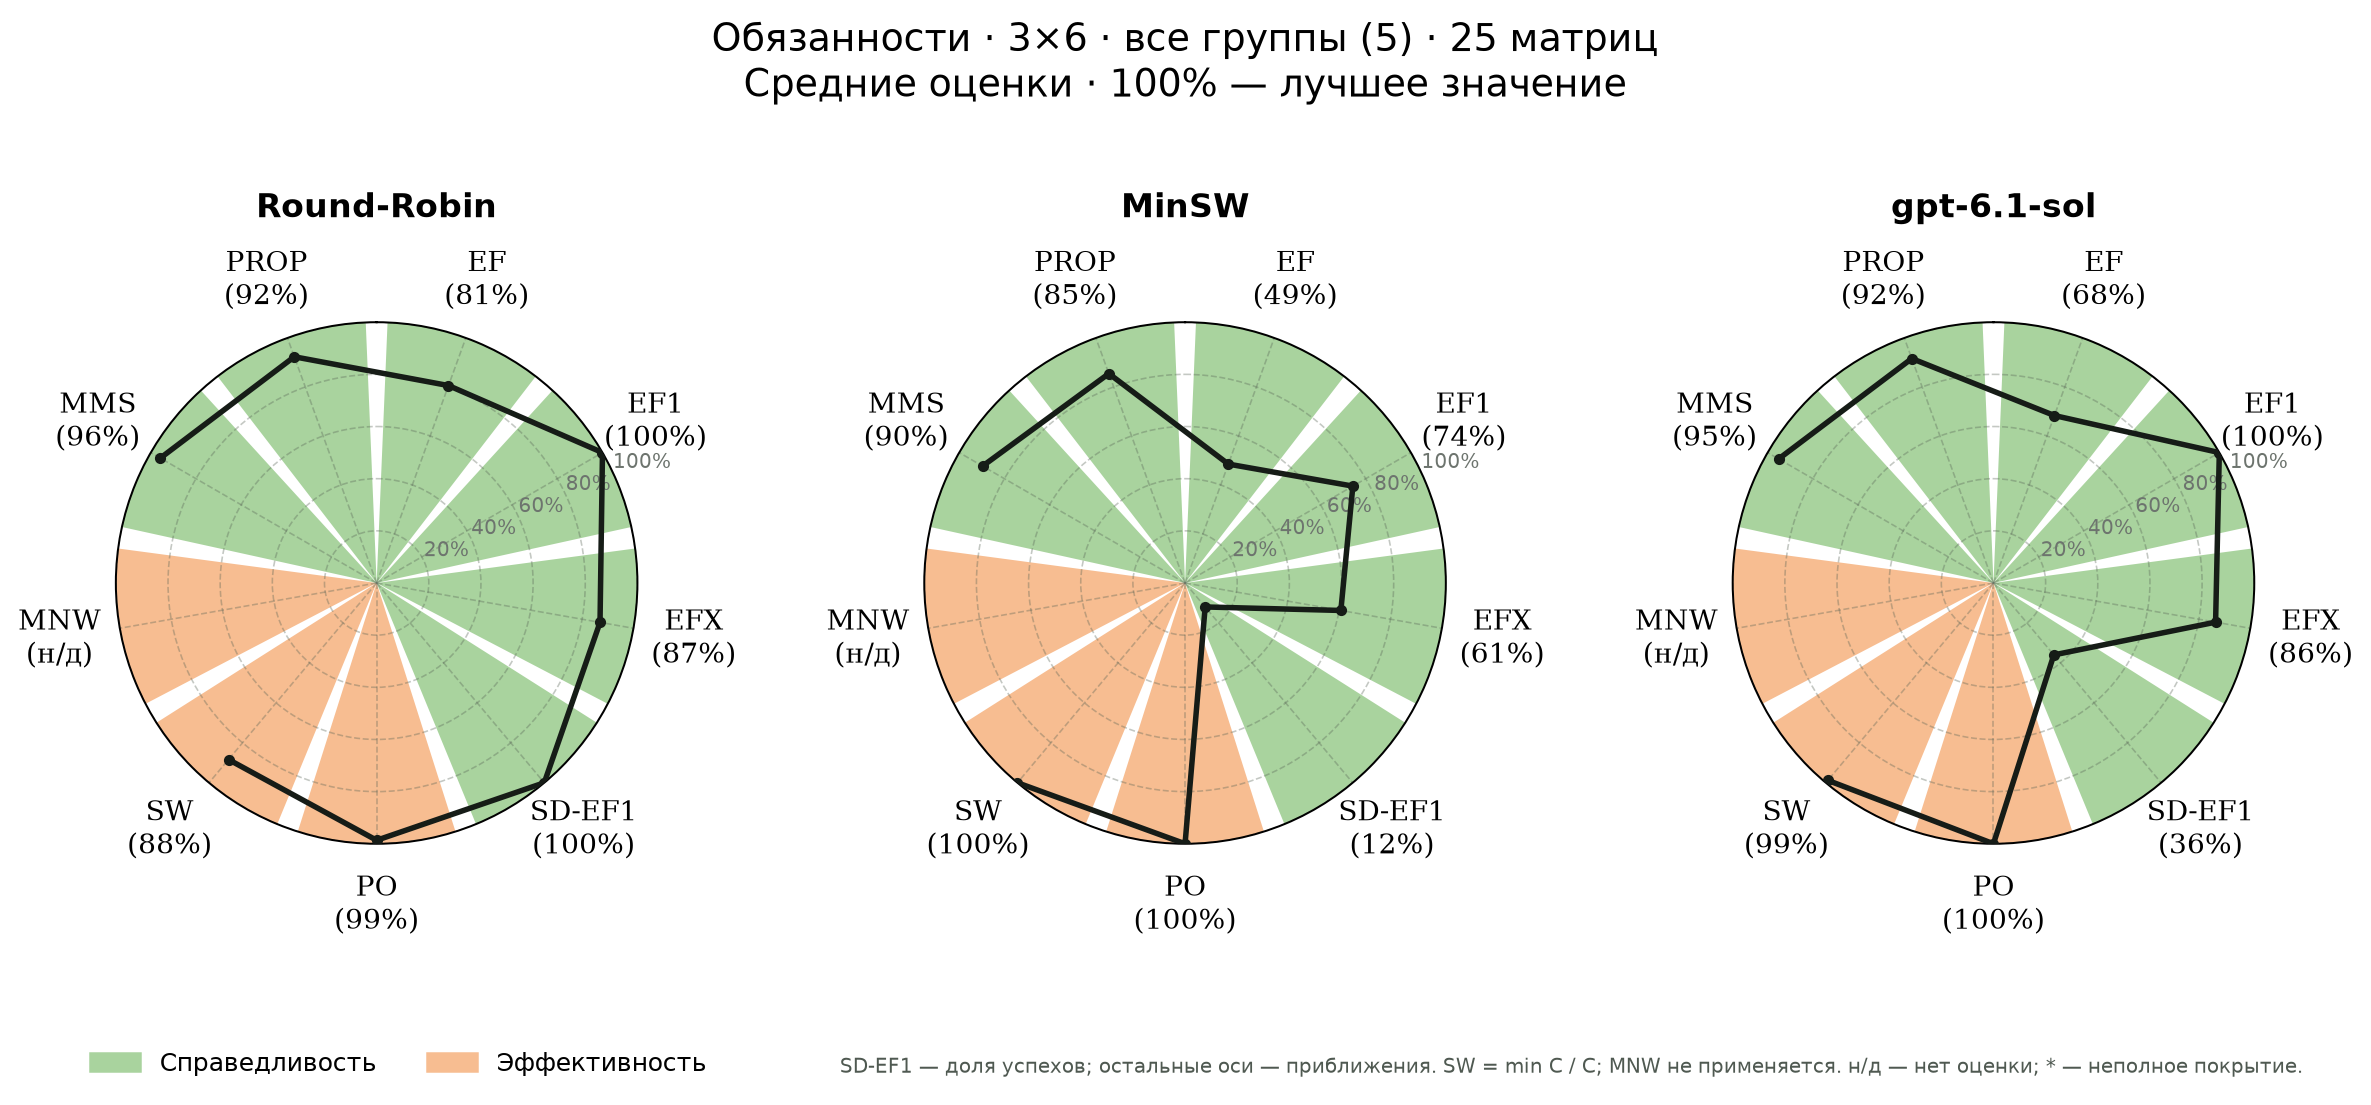 Обязанности · 3×6 · все группы (5) · 25 матриц
Средние оценки · 100% — лучшее значение
Round-Robin
PROP
(92%)
EF
(81%)
MMS
(96%)
EF1
(100%)
100%
80%
60%
40%
20%
MNW
(н/д)
EFX
(87%)
SW
(88%)
SD-EF1
(100%)
PO
(99%)
MinSW
PROP
(85%)
EF
(49%)
MMS
(90%)
EF1
(74%)
100%
80%
60%
40%
20%
MNW
(н/д)
EFX
(61%)
SW
(100%)
SD-EF1
(12%)
PO
(100%)
gpt-6.1-sol
PROP
(92%)
EF
(68%)
MMS
(95%)
EF1
(100%)
100%
80%
60%
40%
20%
MNW
(н/д)
EFX
(86%)
SW
(99%)
SD-EF1
(36%)
PO
(100%)
Справедливость
Эффективность
SD-EF1 — доля успехов; остальные оси — приближения. SW = min C / C; MNW не применяется. н/д — нет оценки; * — неполное покрытие.